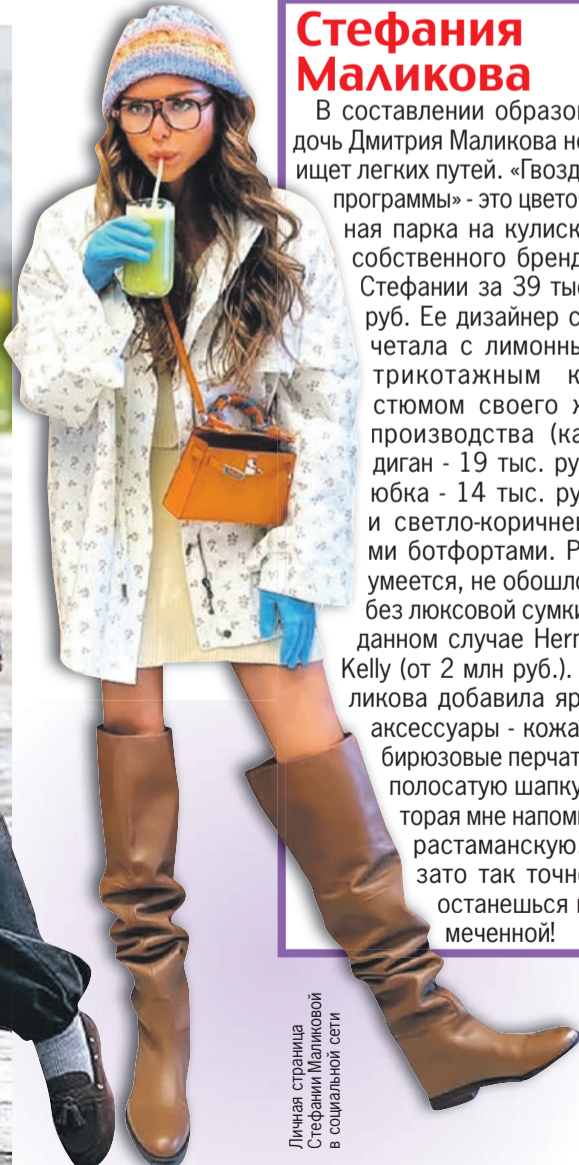 Стефания
Маликова
В составлении образов
дочь Дмитрия Маликова не
ищет легких путей. «Гвозд
программы» - это цвето
ная парка на кулиск
собственного бренд
Стефании за 39 тыс
руб. Ее дизайнер с
четала с лимонны
трикотажным к
стюмом своего ж
производства (ка
диган - 19 тыс. ру
юбка - 14 тыс. ру
и светло-коричне
ми ботфортами. Р
умеется, не обошло
без люксовой сумки
данном случае Herm
Kelly (от 2 млн руб.).
ликова добавила яр
аксессуары - кожа
бирюзовые перчат
полосатую шапку
торая мне напом
растаманскую.
зато так точно
останешься
меченной!
Личная страница
Стефании Маликовой
в социальной сети